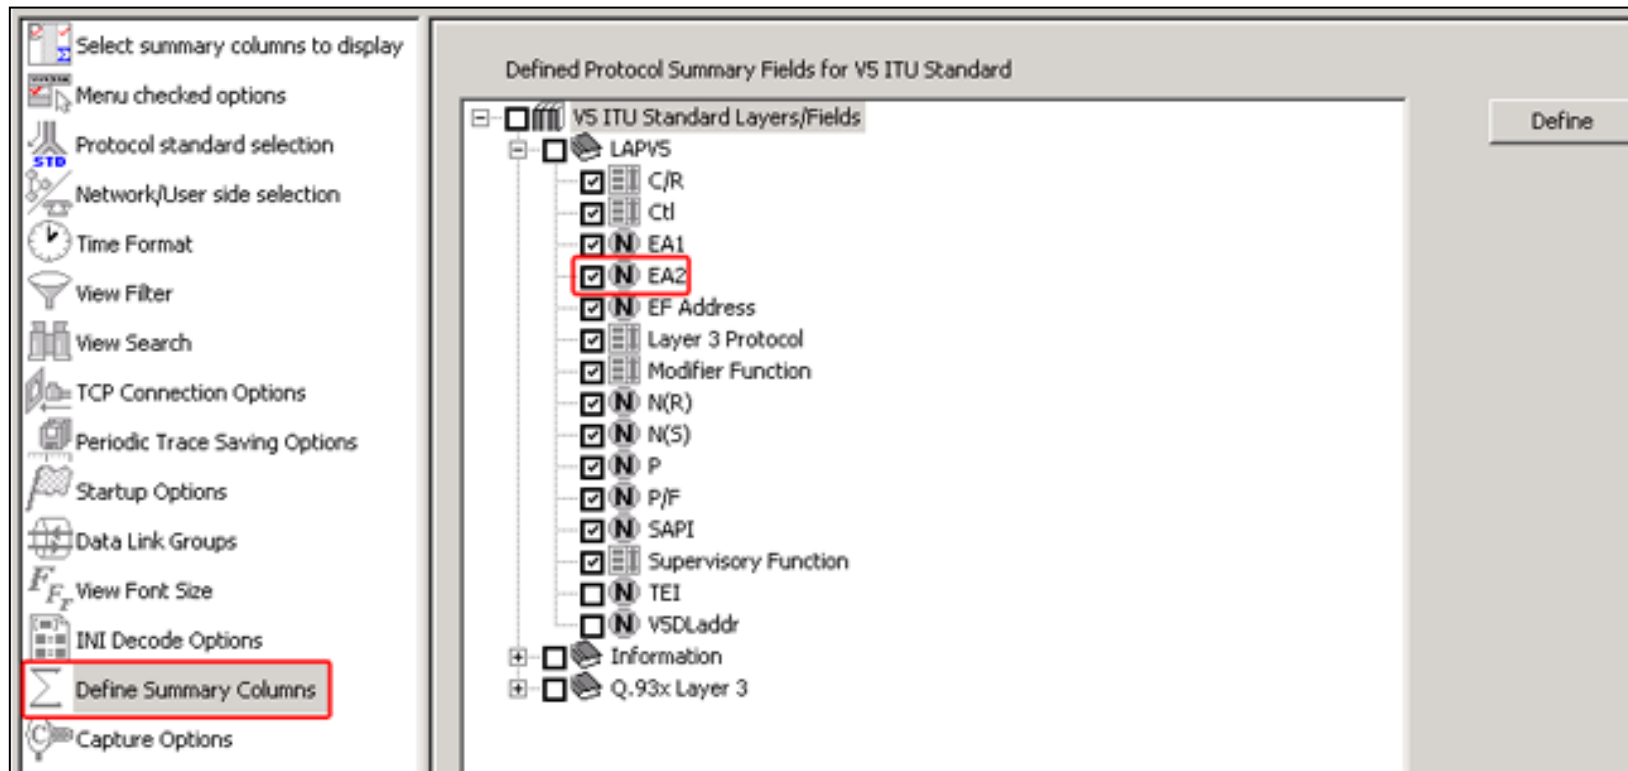 Select summary columns to display
Menu checked options
STD
Protocol standard selection
Network/User side selection
Time Format
View Filter
View Search
TCP Connection Options
Periodic Trace Saving Options
Startup Options
Data Link Groups
View Font Size
INI Decode Options
Define Summary Columns
Capture Options
Defined Protocol Summary Fields for V5 ITU Standard
V5 ITU Standard Layers/Fields
LAPV5
C/R
Ctl
N EA1
N EA2
N EF Address
Layer 3 Protocol
Modifier Function
N N(R)
N N(S)
N P
N P/F
N SAPI
Supervisory Function
N TEI
N V5DLaddr
Information
Q.93x Layer 3
Define